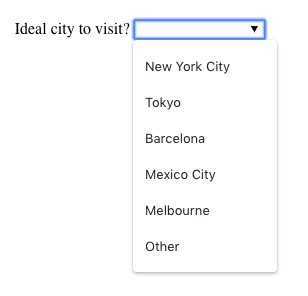 Ideal city to visit?
New York City
Tokyo
Barcelona
Mexico City
Melbourne
Other